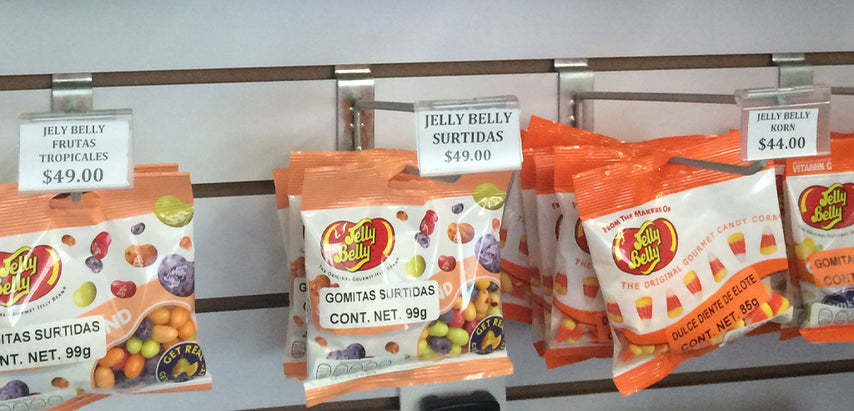 JELY BELLY
FRUTAS
TROPICALES
$49.00
JELLY BELLY
SURTIDAS
$49.00
JELLY BELLY
KORN
$44.00
Jelly
Belly
ITAS SURTIDAS
NT. NET. 99g
ND
GET REAL
Jelly
Belly
THE ORIGINAL GOURMET JELLY BEAN
GOMITAS SURTIDAS
CONT. NET. 99g
GET REAL
FROM THE MAKERS OF
Jelly
Belly
THE ORIGINAL GOURMET CANDY CORN
DULCE DIENTE DE ELOTE
CONT. NET. 85g
VITAMIN C
Jelly
Belly
GOMITA
CONT.